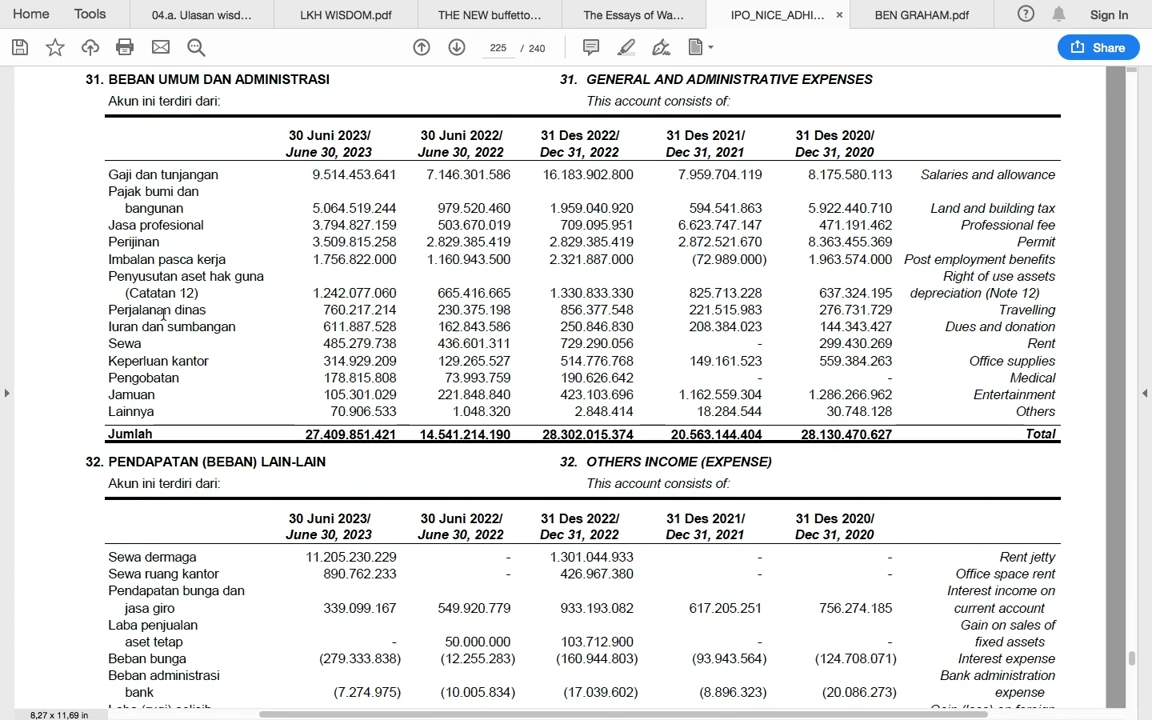 Home Tools 04.a. Ulasan wisd... LKH WISDOM.pdf THE NEW buffetto... The Essays of Wa... IPO_NICE_ADHI... × BEN GRAHAM.pdf Sign In
225 / 240 Share
31. BEBAN UMUM DAN ADMINISTRASI 31. GENERAL AND ADMINISTRATIVE EXPENSES
Akun ini terdiri dari: This account consists of:
30 Juni 2023/ 30 Juni 2022/ 31 Des 2022/ 31 Des 2021/ 31 Des 2020/
June 30, 2023 June 30, 2022 Dec 31, 2022 Dec 31, 2021 Dec 31, 2020
Gaji dan tunjangan 9.514.453.641 7.146.301.586 16.183.902.800 7.959.704.119 8.175.580.113 Salaries and allowance
Pajak bumi dan
bangunan 5.064.519.244 979.520.460 1.959.040.920 594.541.863 5.922.440.710 Land and building tax
Jasa profesional 3.794.827.159 503.670.019 709.095.951 6.623.747.147 471.191.462 Professional fee
Perijinan 3.509.815.258 2.829.385.419 2.829.385.419 2.872.521.670 8.363.455.369 Permit
Imbalan pasca kerja 1.756.822.000 1.160.943.500 2.321.887.000 (72.989.000) 1.963.574.000 Post employment benefits
Penyusutan aset hak guna Right of use assets
(Catatan 12) 1.242.077.060 665.416.665 1.330.833.330 825.713.228 637.324.195 depreciation (Note 12)
Perjalanan dinas 760.217.214 230.375.198 856.377.548 221.515.983 276.731.729 Travelling
Iuran dan sumbangan 611.887.528 162.843.586 250.846.830 208.384.023 144.343.427 Dues and donation
Sewa 485.279.738 436.601.311 729.290.056 - 299.430.269 Rent
Keperluan kantor 314.929.209 129.265.527 514.776.768 149.161.523 559.384.263 Office supplies
Pengobatan 178.815.808 73.993.759 190.626.642 - - Medical
Jamuan 105.301.029 221.848.840 423.103.696 1.162.559.304 1.286.266.962 Entertainment
Lainnya 70.906.533 1.048.320 2.848.414 18.284.544 30.748.128 Others
Jumlah 27.409.851.421 14.541.214.190 28.302.015.374 20.563.144.404 28.130.470.627 Total
32. PENDAPATAN (BEBAN) LAIN-LAIN 32. OTHERS INCOME (EXPENSE)
Akun ini terdiri dari: This account consists of:
30 Juni 2023/ 30 Juni 2022/ 31 Des 2022/ 31 Des 2021/ 31 Des 2020/
June 30, 2023 June 30, 2022 Dec 31, 2022 Dec 31, 2021 Dec 31, 2020
Sewa dermaga 11.205.230.229 - 1.301.044.933 - - Rent jetty
Sewa ruang kantor 890.762.233 - 426.967.380 - - Office space rent
Pendapatan bunga dan Interest income on
jasa giro 339.099.167 549.920.779 933.193.082 617.205.251 756.274.185 current account
Laba penjualan Gain on sales of
aset tetap - 50.000.000 103.712.900 - - fixed assets
Beban bunga (279.333.838) (12.255.283) (160.944.803) (93.943.564) (124.708.071) Interest expense
Beban administrasi Bank administration
bank (7.274.975) (10.005.834) (17.039.602) (8.896.323) (20.086.273) expense
8,27 x 11,69 in